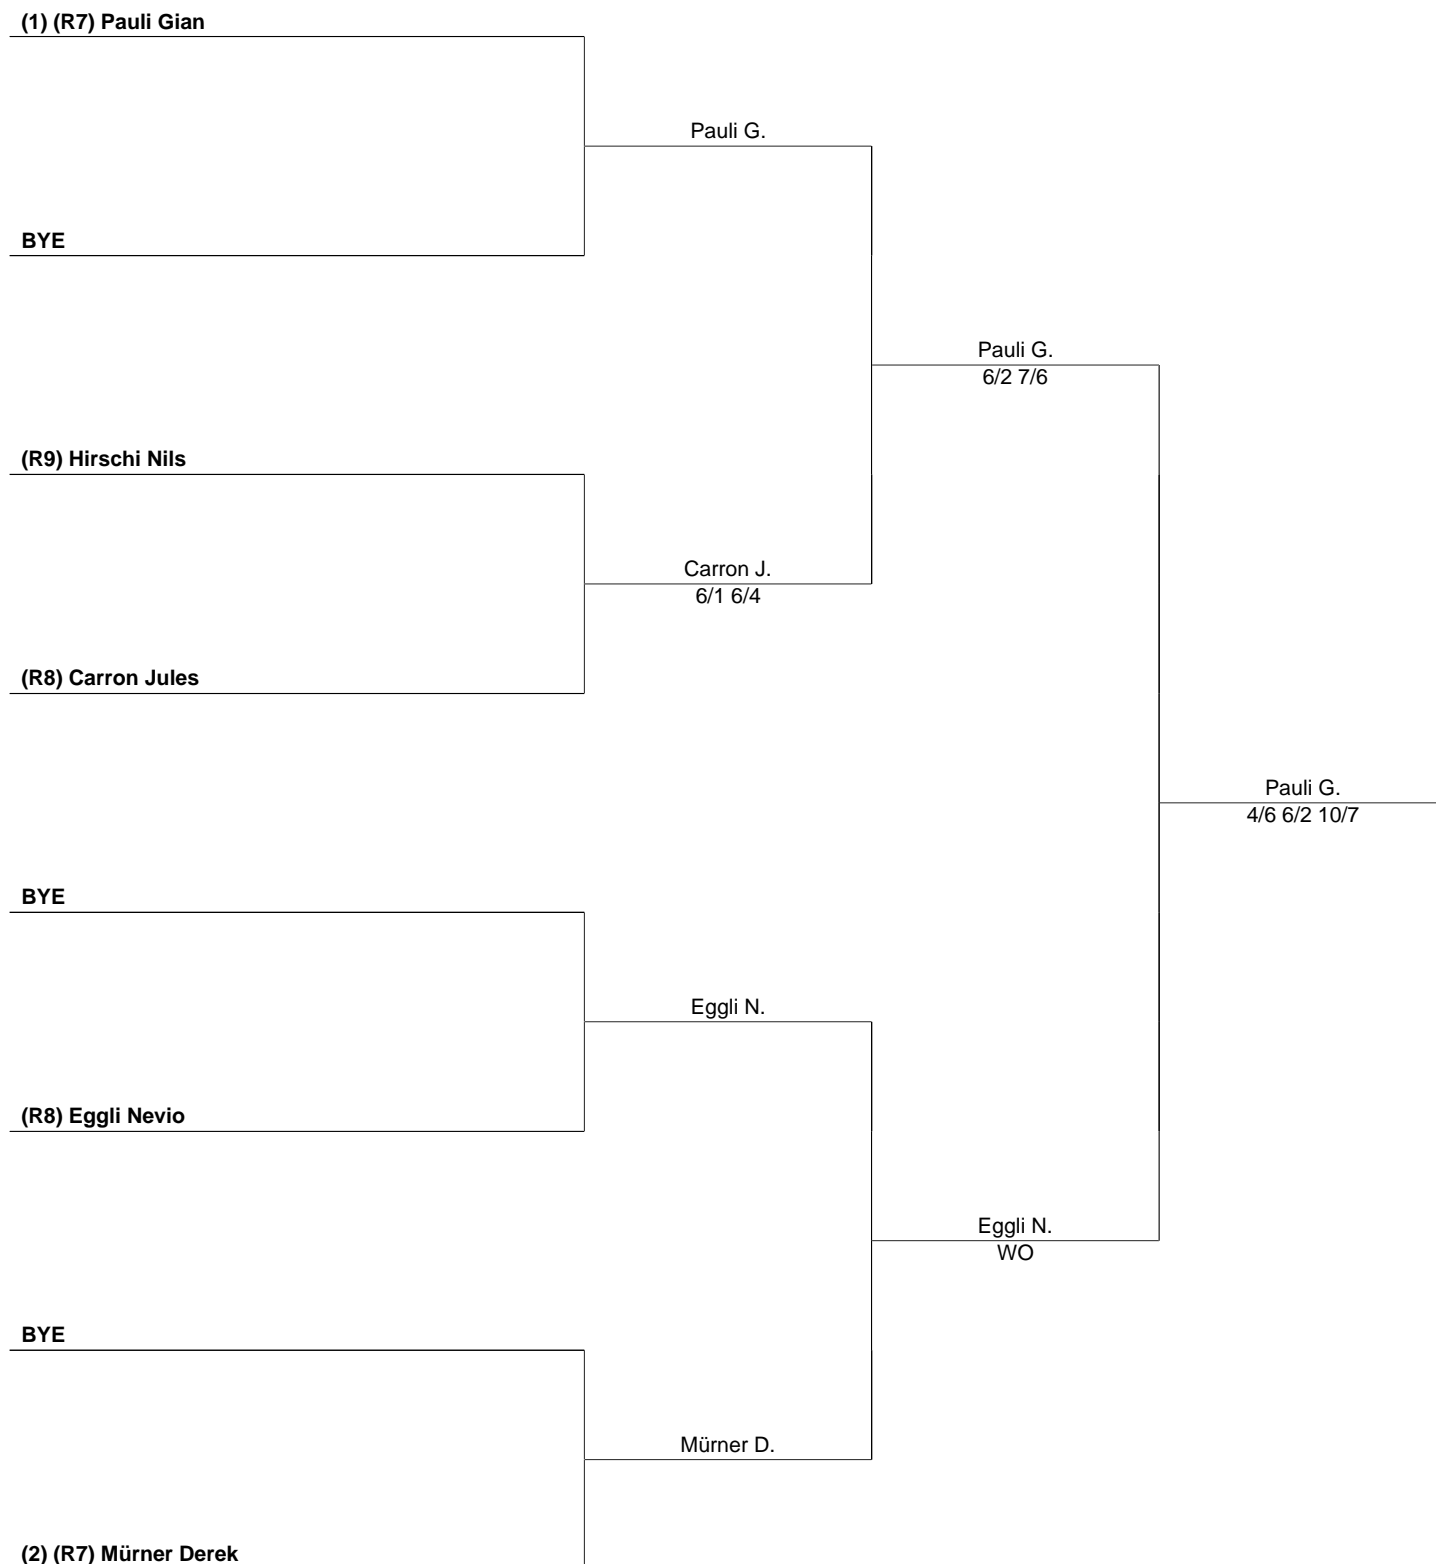 (1) (R7) Pauli Gian
Pauli G.
BYE
Pauli G.
6/2 7/6
(R9) Hirschi Nils
Carron J.
6/1 6/4
(R8) Carron Jules
Pauli G.
4/6 6/2 10/7
BYE
Eggli N.
(R8) Eggli Nevio
Eggli N.
WO
BYE
Mürner D.
(2) (R7) Mürner Derek